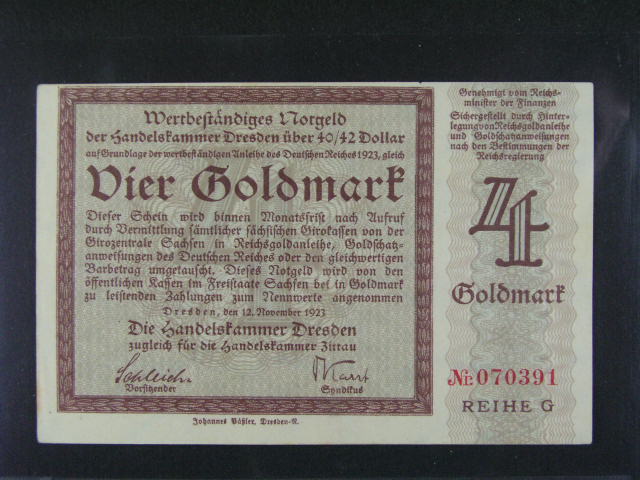 Wertbeständiges Notgeld
der Handelskammer Dresden über 40/42 Dollar
auf Grundlage der wertbeständigen Anleihe des Deutschen Reiches 1923, gleich
Vier Goldmark
Dieser Schein wird binnen Monatsfrist nach Aufruf
durch Vermittlung sämtlicher sächsischen Girokassen von
der Girozentrale Sachsen in Reichsgoldanleihe, Goldschatz-
anweisungen des Deutschen Reiches oder den gleichwertigen
Barbetrag umgetauscht. Dieses Notgeld wird von den
öffentlichen Kassen im Freistaate Sachsen bei in Goldmark
zu leistenden Zahlungen zum Nennwerte angenommen
Dresden, den 12. November 1923
Die Handelskammer Dresden
zugleich für die Handelskammer Zittau
Vorsitzender
Syndikus
Johannes Päßler, Dresden-N.
Genehmigt vom Reichs-
minister der Finanzen
Sichergestellt durch Hinter-
legung von Reichsgoldanleihe
und Goldschatzanweisungen
nach den Bestimmungen der
Reichsregierung
4
Goldmark
№ 070391
REIHE G